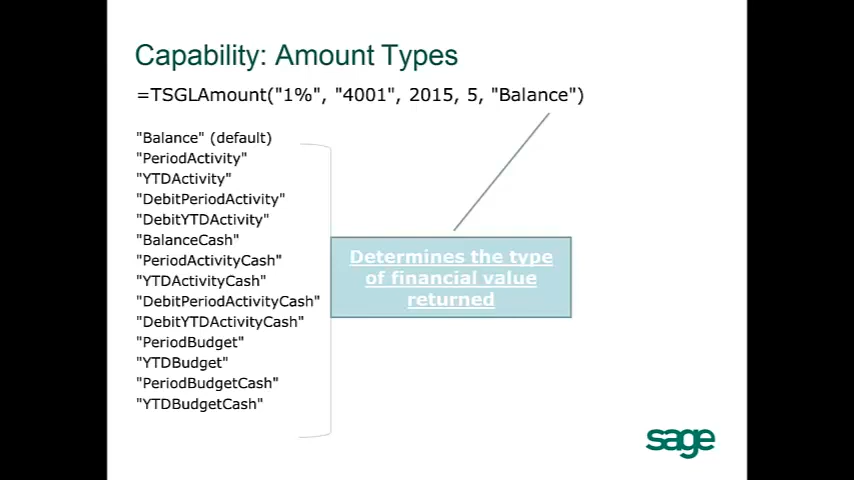 Capability: Amount Types
=TSGLAmount("1%", "4001", 2015, 5, "Balance")
"Balance" (default)
"PeriodActivity"
"YTDActivity"
"DebitPeriodActivity"
"DebitYTDActivity"
"BalanceCash"
"PeriodActivityCash"
"YTDActivityCash"
"DebitPeriodActivityCash"
"DebitYTDActivityCash"
"PeriodBudget"
"YTDBudget"
"PeriodBudgetCash"
"YTDBudgetCash"
Determines the type
of financial value
returned
sage